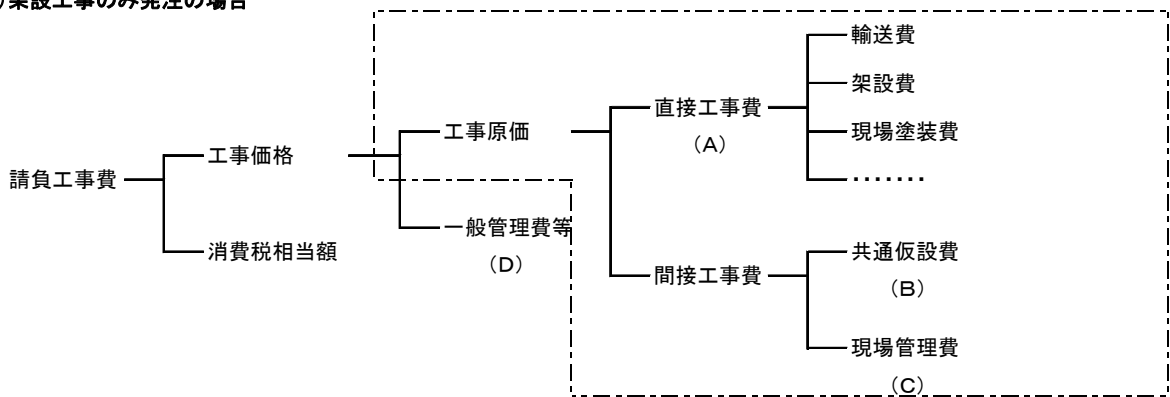 )架設工事のみ発注の場合
輸送費
架設費
直接工事費
工事原価
現場塗装費
(A)
工事価格
請負工事費
・・・・・・・
一般管理費等
消費税相当額
共通仮設費
(D)
間接工事費
(B)
現場管理費
(C)